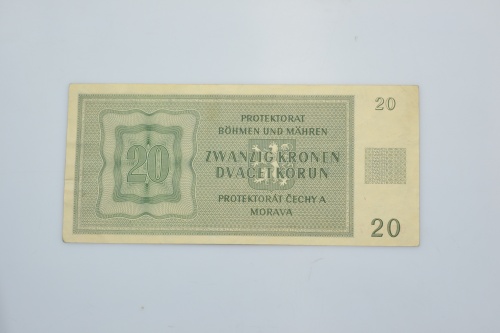 20
PROTEKTORAT
BÖHMEN UND MÄHREN
ZWANZIG KRONEN
DVACET KORUN
PROTEKTORÁT ČECHY A
MORAVA
20
20